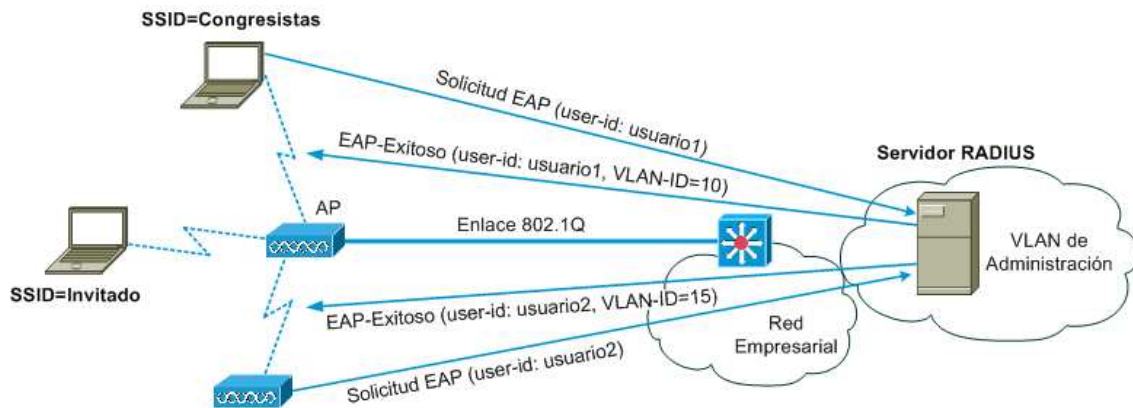 SSID=Congresistas
Solicitud EAP (user-id: usuario1)
EAP-Exitoso (user-id: usuario1, VLAN-ID=10)
Servidor RADIUS
AP
Enlace 802.1Q
VLAN de
Administración
SSID=Invitado
EAP-Exitoso (user-id: usuario2, VLAN-ID=15)
Red
Empresarial
Solicitud EAP (user-id: usuario2)